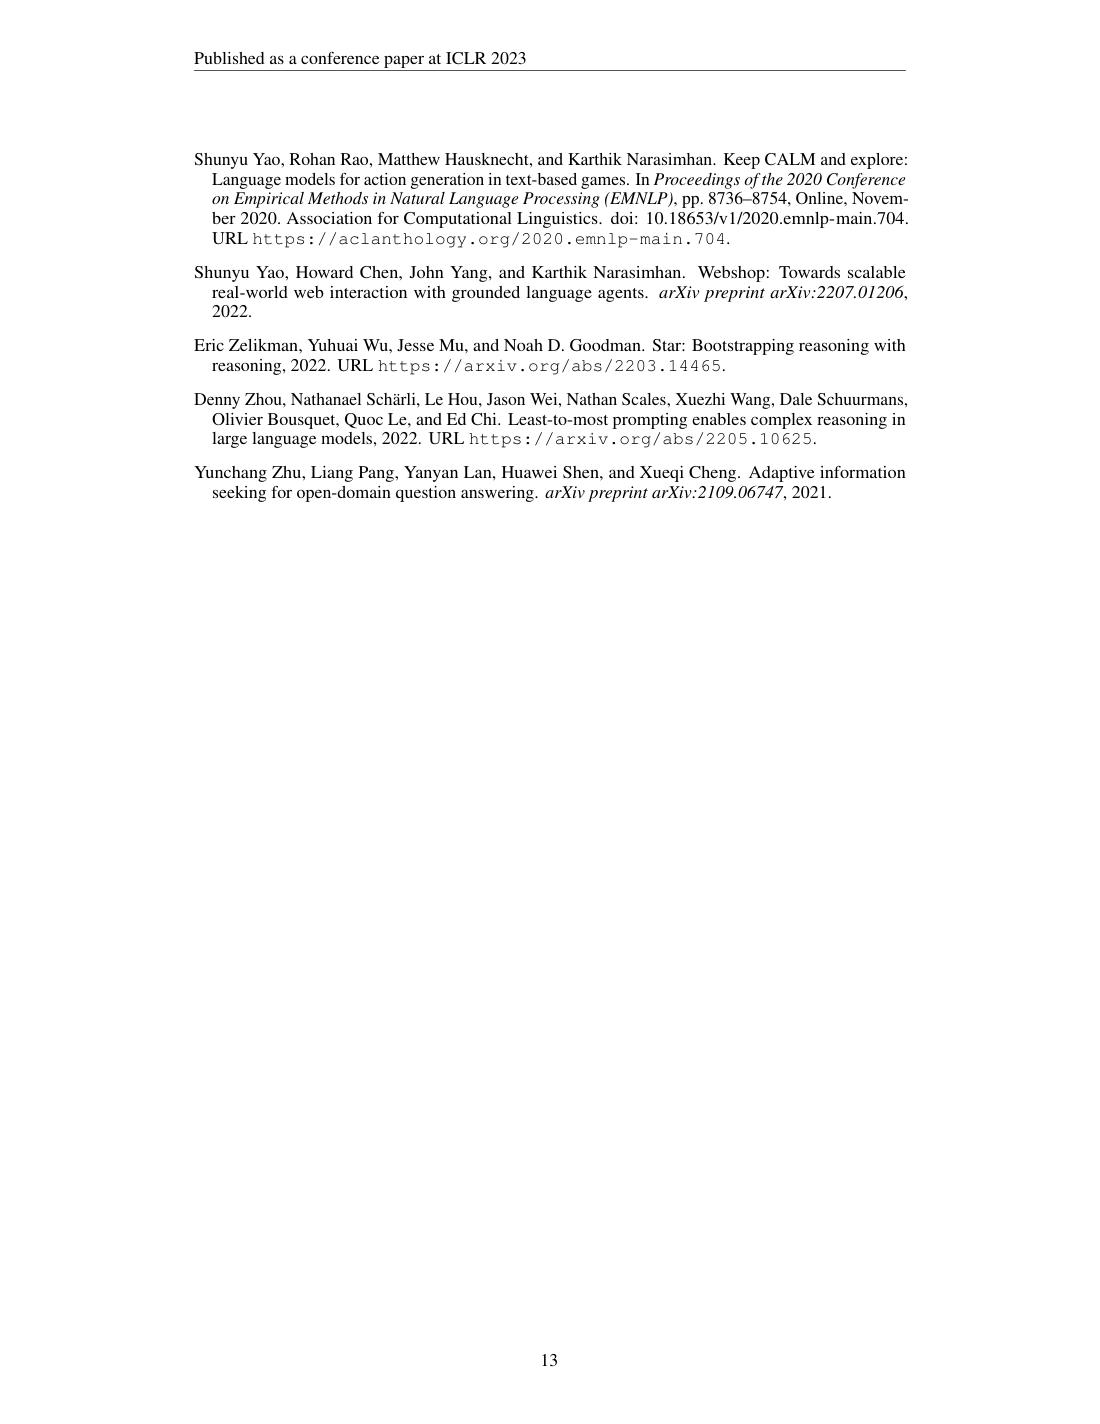 Published as a conference paper at ICLR 2023
Shunyu Yao, Rohan Rao, Matthew Hausknecht, and Karthik Narasimhan. Keep CALM and explore:
Language models for action generation in text-based games. In Proceedings of the 2020 Conference
on Empirical Methods in Natural Language Processing (EMNLP), pp. 8736–8754, Online, Novem-
ber 2020. Association for Computational Linguistics. doi: 10.18653/v1/2020.emnlp-main.704.
URL https://aclanthology.org/2020.emnlp-main.704.
Shunyu Yao, Howard Chen, John Yang, and Karthik Narasimhan. Webshop: Towards scalable
real-world web interaction with grounded language agents. arXiv preprint arXiv:2207.01206,
2022.
Eric Zelikman, Yuhuai Wu, Jesse Mu, and Noah D. Goodman. Star: Bootstrapping reasoning with
reasoning, 2022. URL https://arxiv.org/abs/2203.14465.
Denny Zhou, Nathanael Schärli, Le Hou, Jason Wei, Nathan Scales, Xuezhi Wang, Dale Schuurmans,
Olivier Bousquet, Quoc Le, and Ed Chi. Least-to-most prompting enables complex reasoning in
large language models, 2022. URL https://arxiv.org/abs/2205.10625.
Yunchang Zhu, Liang Pang, Yanyan Lan, Huawei Shen, and Xueqi Cheng. Adaptive information
seeking for open-domain question answering. arXiv preprint arXiv:2109.06747, 2021.
13